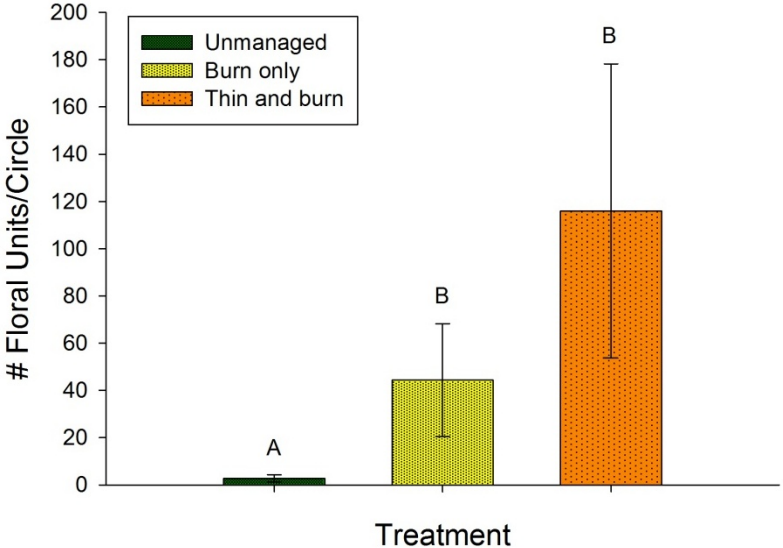 200
180
160
140
120
100
80
60
40
20
0
# Floral Units/Circle
Unmanaged
Burn only
Thin and burn
A
B
B
Treatment